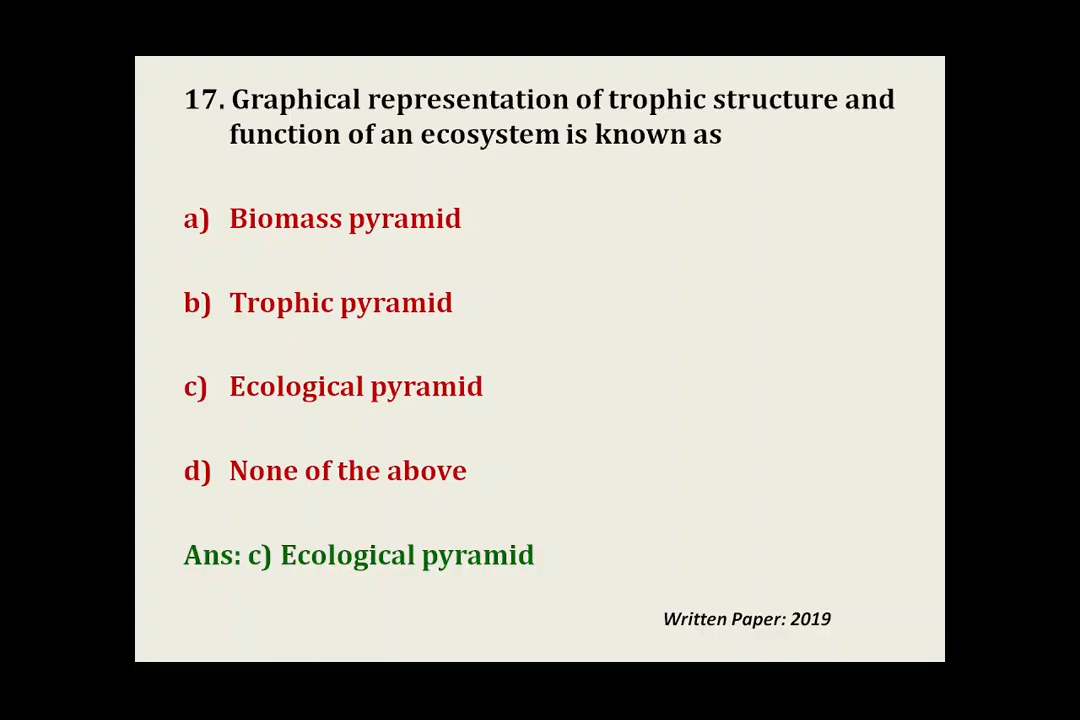 17. Graphical representation of trophic structure and
function of an ecosystem is known as
a) Biomass pyramid
b) Trophic pyramid
c) Ecological pyramid
d) None of the above
Ans: c) Ecological pyramid
Written Paper: 2019